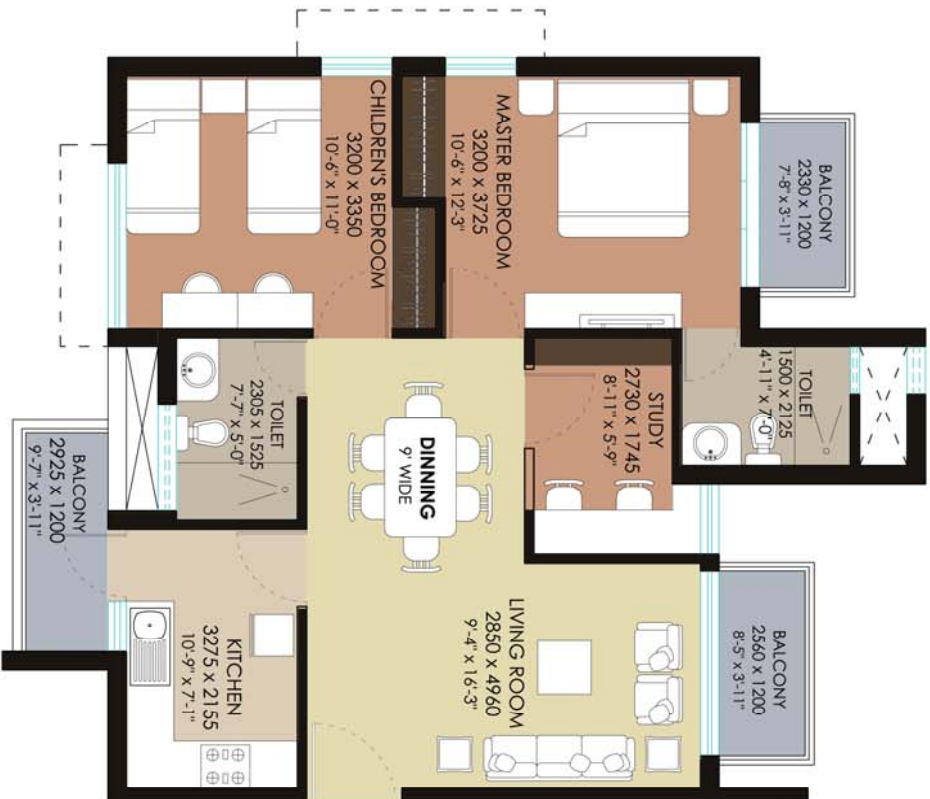 CHILDREN'S BEDROOM
3200 x 3350
10'-6" x 11'-0"
MASTER BEDROOM
3200 x 3725
10'-6" x 12'-3"
BALCONY
2330 x 1200
7'-8" x 3'-11"
TOILET
2305 x 1525
7'-7" x 5'-0"
DINNING
9' WIDE
STUDY
2730 x 1745
8'-11" x 5'-9"
TOILET
1500 x 2125
4'-11" x 7'-0"
BALCONY
2925 x 1200
9'-7" x 3'-11"
KITCHEN
3275 x 2155
10'-9" x 7'-1"
LIVING ROOM
2850 x 4960
9'-4" x 16'-3"
BALCONY
2560 x 1200
8'-5" x 3'-11"